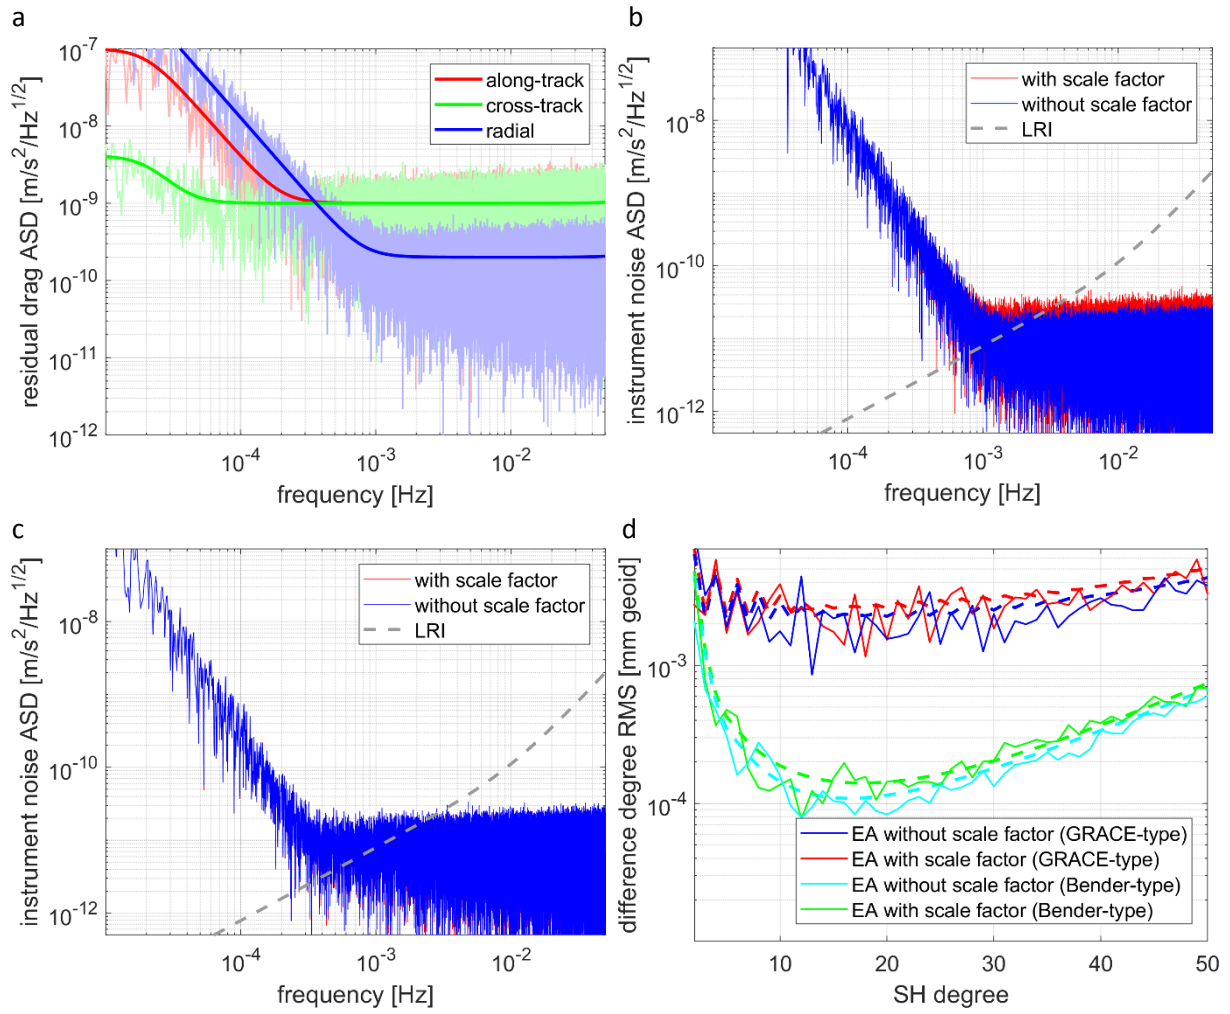 a
residual drag ASD [m/s²/Hz^1/2]
10^-7
10^-8
10^-9
10^-10
10^-11
10^-12
along-track
cross-track
radial
10^-4
10^-3
10^-2
frequency [Hz]
b
instrument noise ASD [m/s²/Hz^1/2]
10^-8
10^-10
10^-12
with scale factor
without scale factor
LRI
10^-4
10^-3
10^-2
frequency [Hz]
c
instrument noise ASD [m/s²/Hz^1/2]
10^-8
10^-10
10^-12
with scale factor
without scale factor
LRI
10^-4
10^-3
10^-2
frequency [Hz]
d
difference degree RMS [mm geoid]
10^-3
10^-4
EA without scale factor (GRACE-type)
EA with scale factor (GRACE-type)
EA without scale factor (Bender-type)
EA with scale factor (Bender-type)
10
20
30
40
50
SH degree